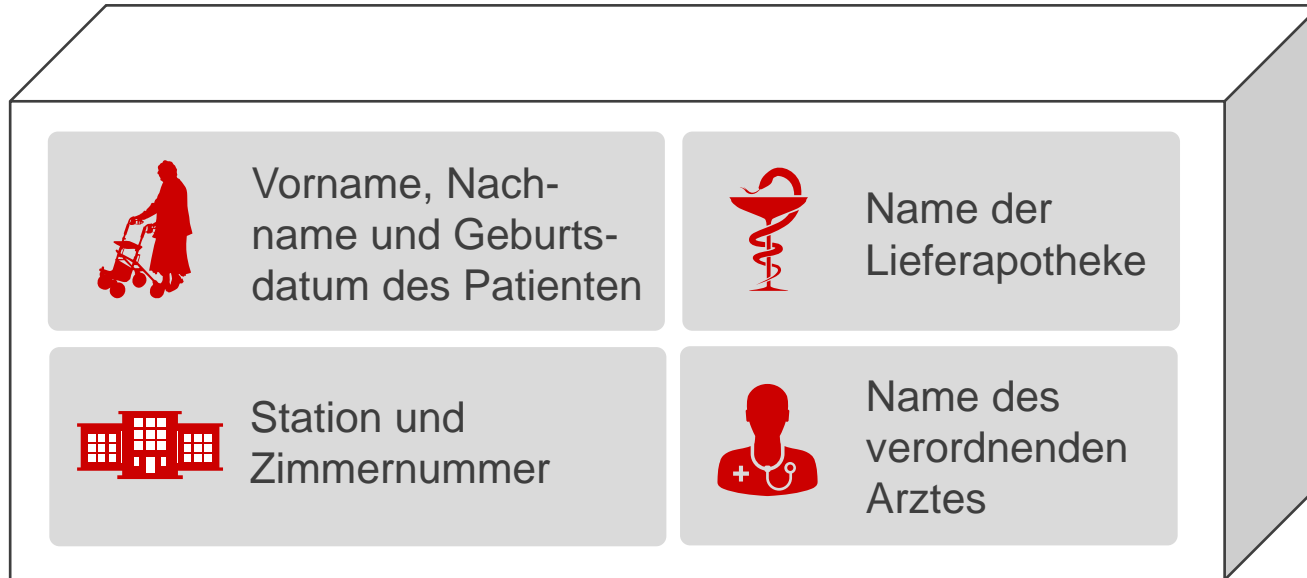 Vorname, Nach-
name und Geburts-
datum des Patienten
Name der
Lieferapotheke
Station und
Zimmernummer
Name des
verordnenden
Arztes